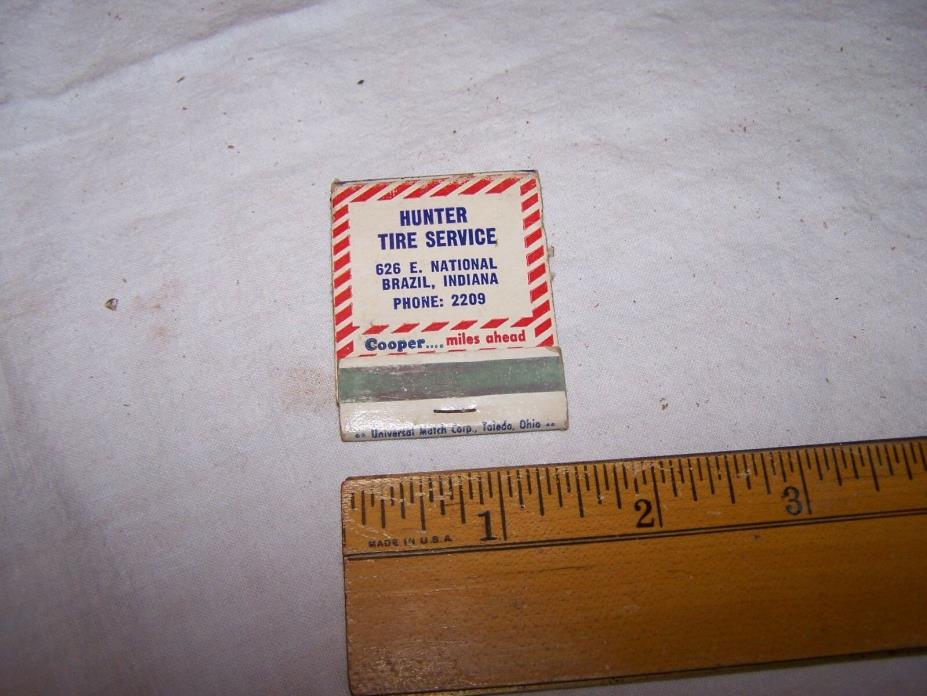 HUNTER
TIRE SERVICE
626 E. NATIONAL
BRAZIL, INDIANA
PHONE: 2209
Cooper.... miles ahead
Universal Match Corp., Toledo, Ohio
1 2 3
MADE IN U.S.A.